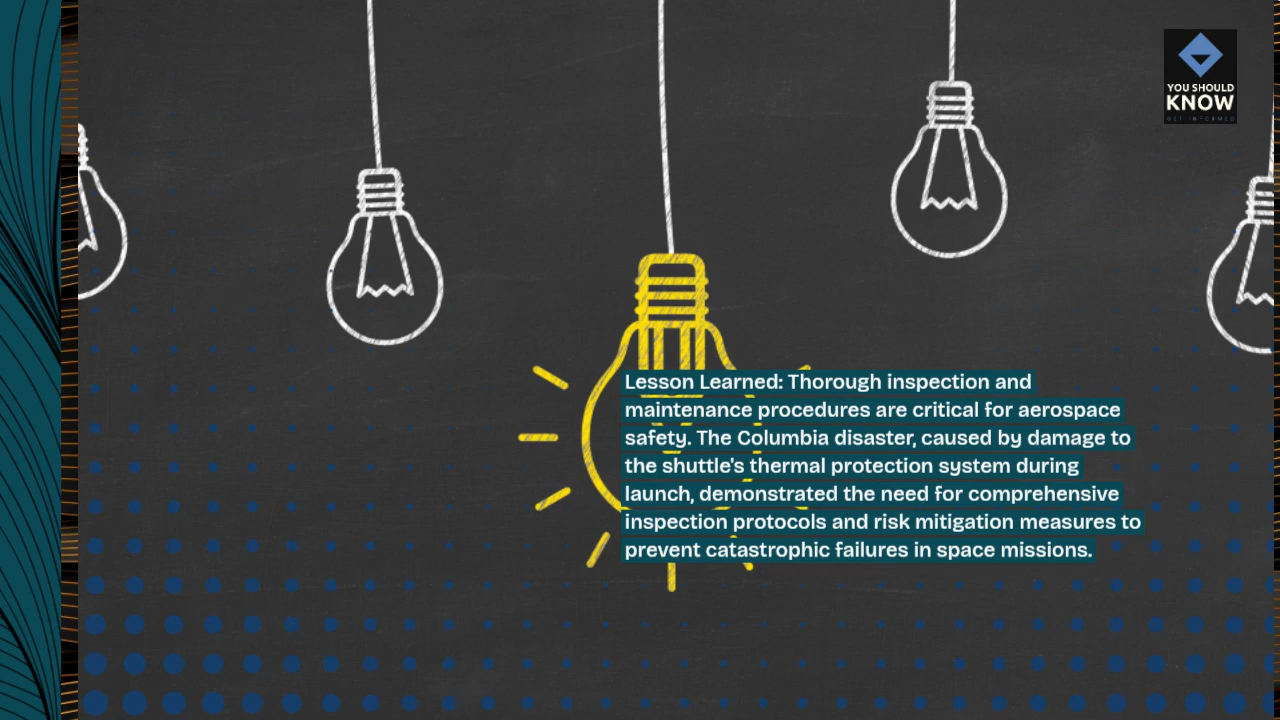 YOU SHOULD
KNOW
GET INFORMED
Lesson Learned: Thorough inspection and
maintenance procedures are critical for aerospace
safety. The Columbia disaster, caused by damage to
the shuttle's thermal protection system during
launch, demonstrated the need for comprehensive
inspection protocols and risk mitigation measures to
prevent catastrophic failures in space missions.